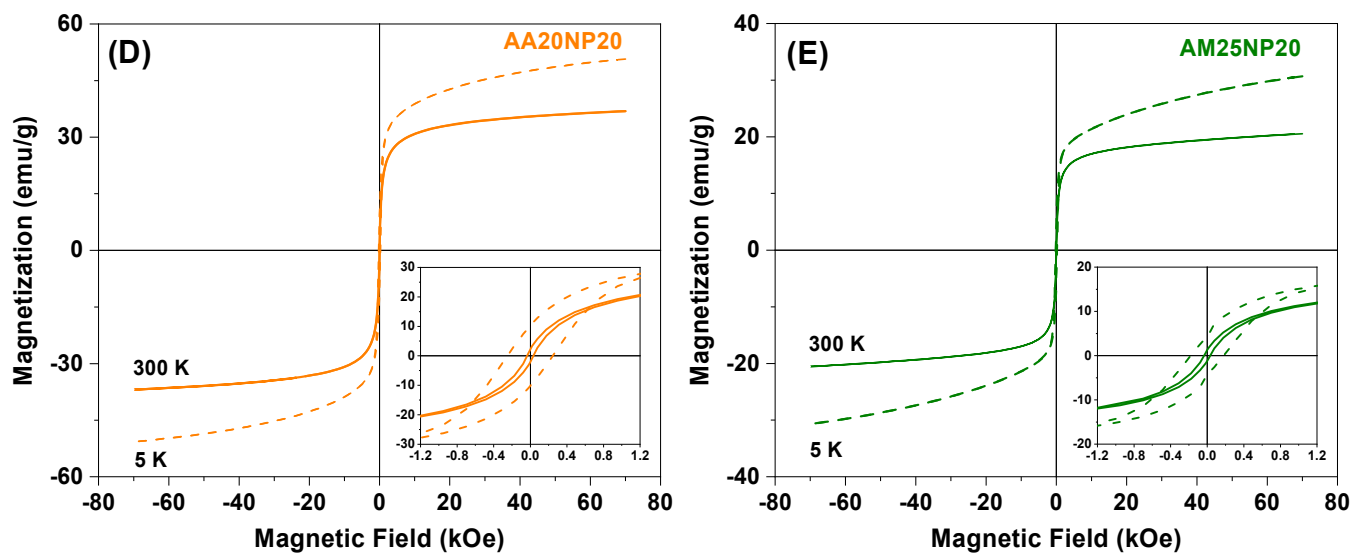 (D)
AA20NP20
Magnetization (emu/g)
60
30
0
-30
-60
300 K
5 K
30
20
10
0
-10
-20
-30
-1.2 -0.8 -0.4 0.0 0.4 0.8 1.2
-80 -60 -40 -20 0 20 40 60 80
Magnetic Field (kOe)
(E)
AM25NP20
Magnetization (emu/g)
40
20
0
-20
-40
300 K
5 K
20
10
0
-10
-20
-1.2 -0.8 -0.4 0.0 0.4 0.8 1.2
-80 -60 -40 -20 0 20 40 60 80
Magnetic Field (kOe)